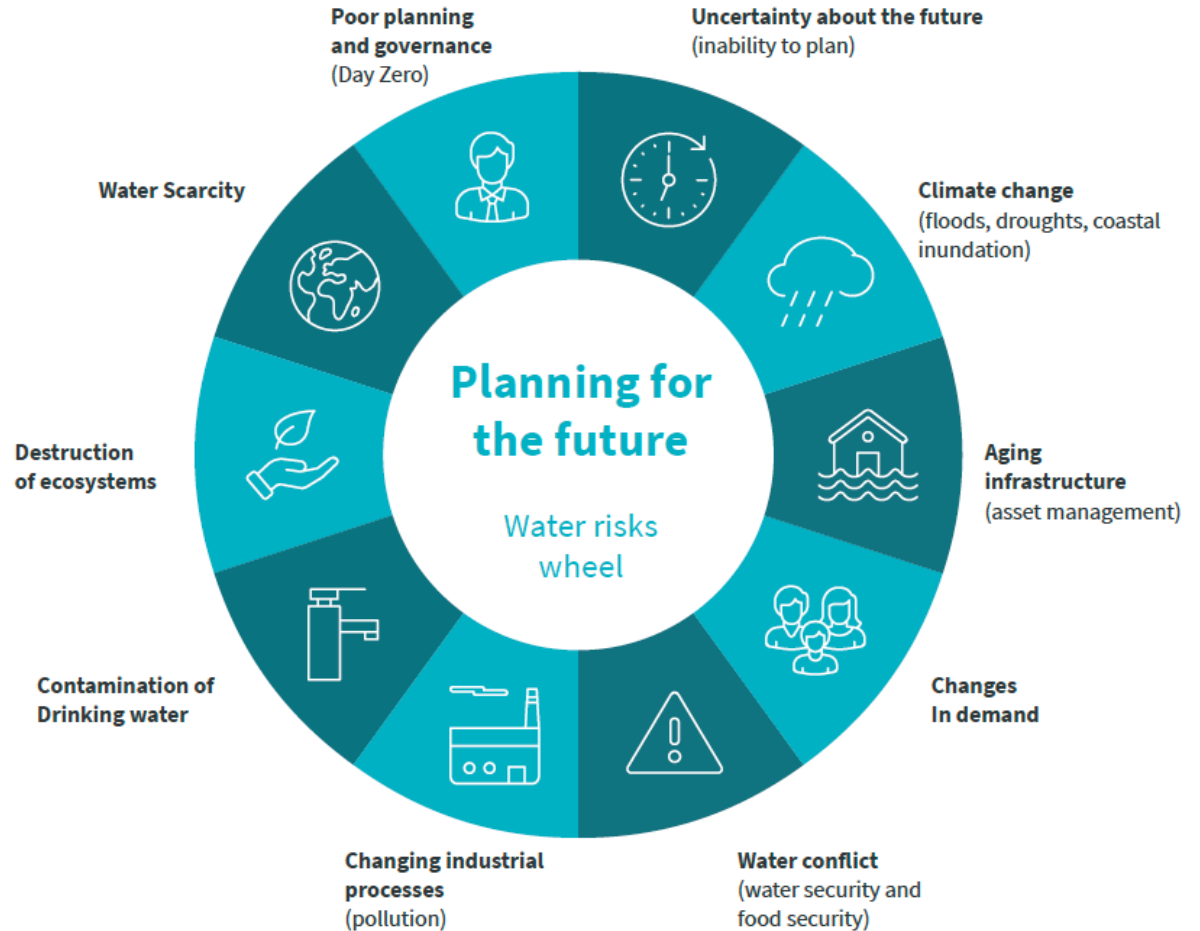 Poor planning
and governance
(Day Zero)
Uncertainty about the future
(inability to plan)
Water Scarcity
Climate change
(floods, droughts, coastal
inundation)
Planning for
the future
Water risks
wheel
Destruction
of ecosystems
Aging
infrastructure
(asset management)
Contamination of
Drinking water
Changes
In demand
Changing industrial
processes
(pollution)
Water conflict
(water security and
food security)